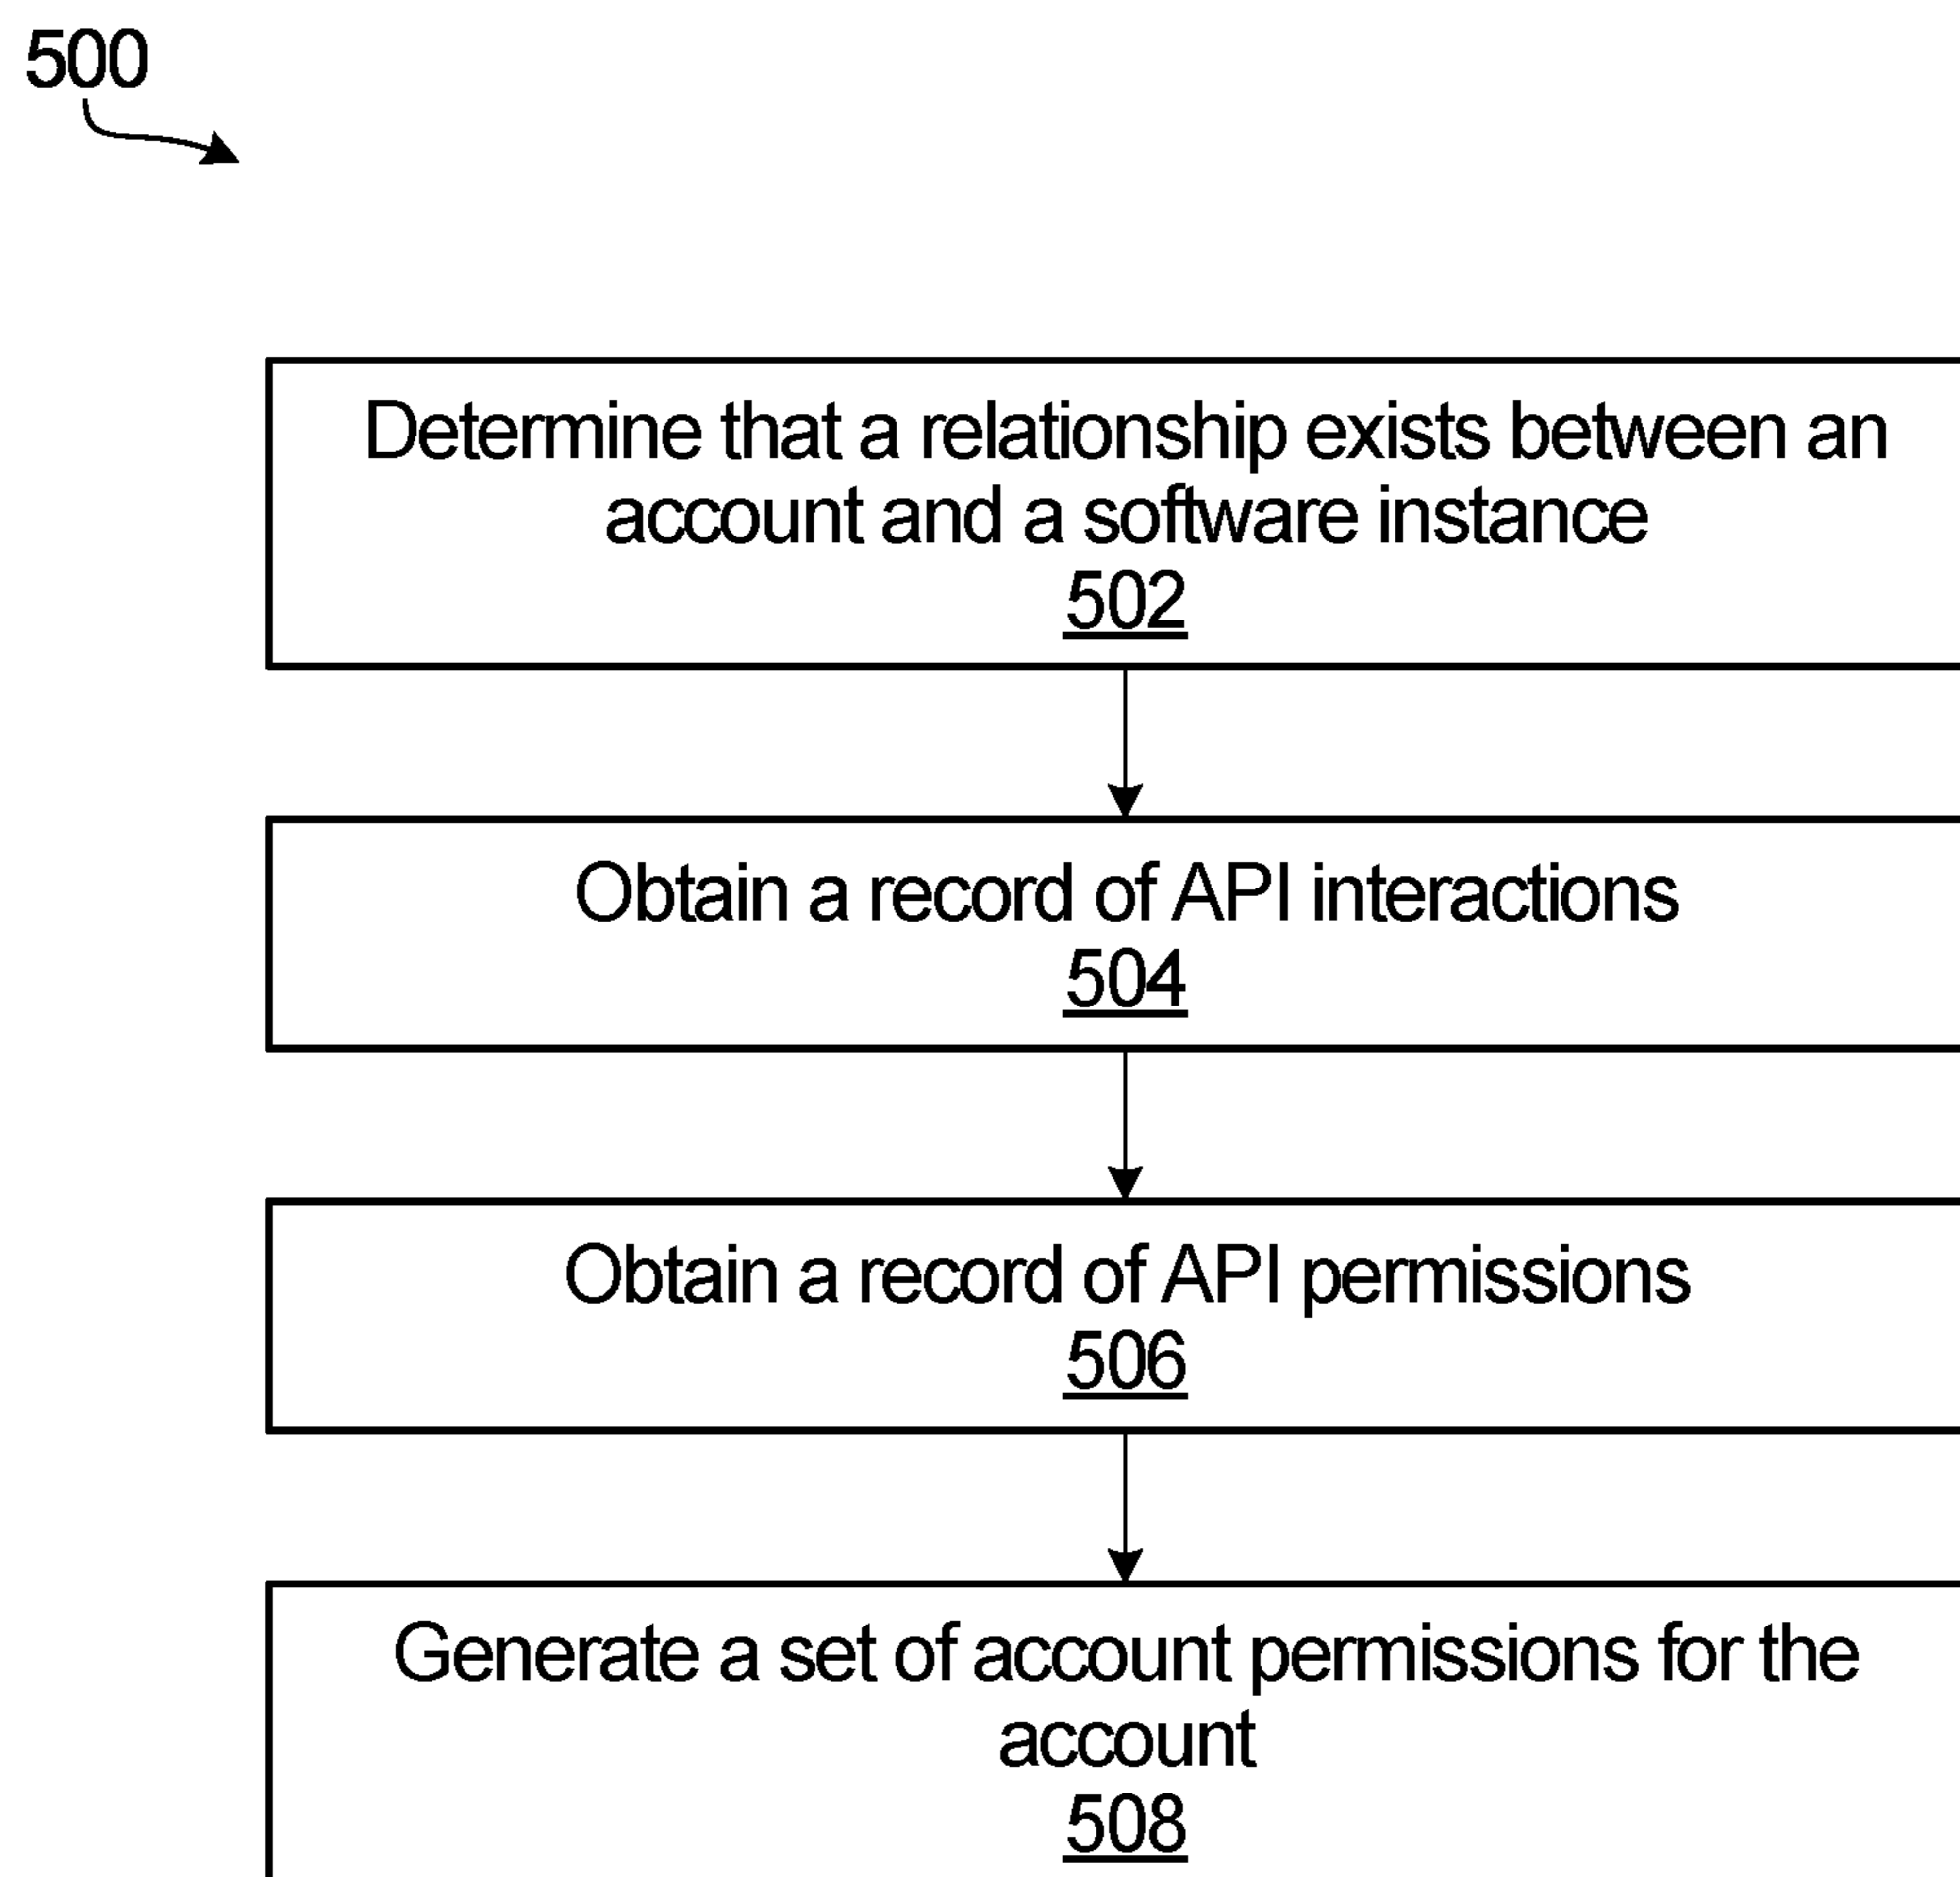 500
Determine that a relationship exists between an
account and a software instance
502
Obtain a record of API interactions
504
Obtain a record of API permissions
506
Generate a set of account permissions for the
account
508